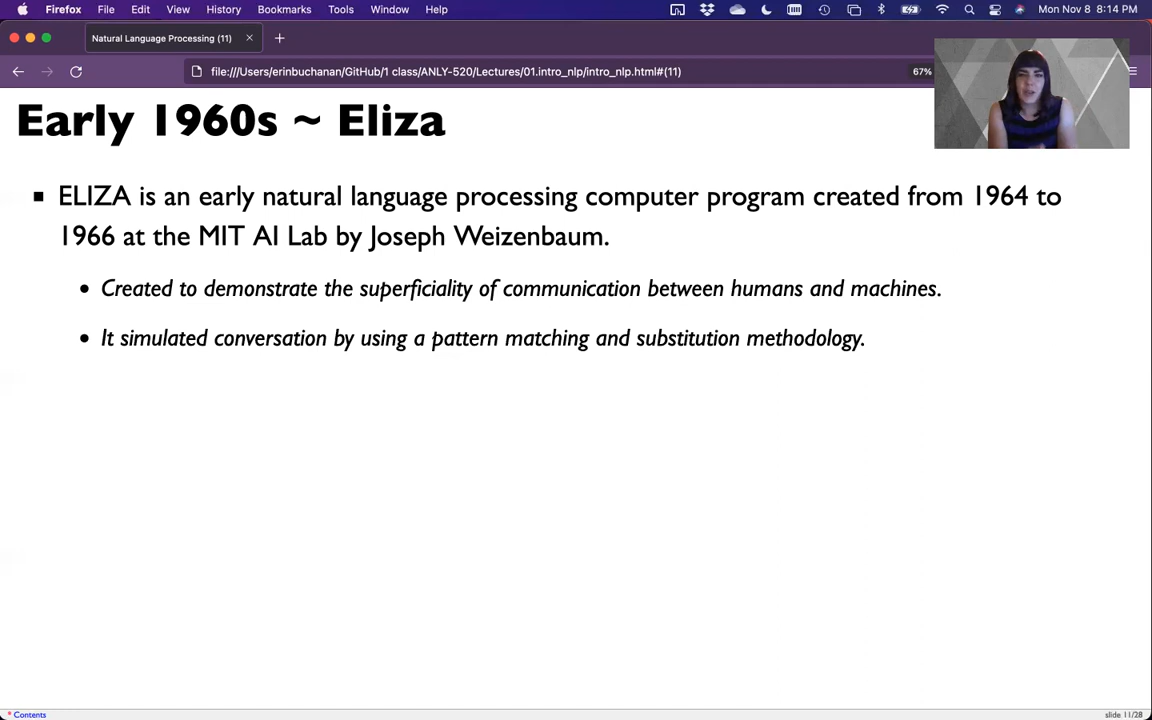 Firefox File Edit View History Bookmarks Tools Window Help Mon Nov 8 8:14 PM
Natural Language Processing (11)
file:///Users/erinbuchanan/GitHub/1 class/ANLY-520/Lectures/01.intro_nlp/intro_nlp.html#(11) 67%
Early 1960s ~ Eliza
ELIZA is an early natural language processing computer program created from 1964 to
1966 at the MIT AI Lab by Joseph Weizenbaum.
Created to demonstrate the superficiality of communication between humans and machines.
It simulated conversation by using a pattern matching and substitution methodology.
* Contents slide 11/28